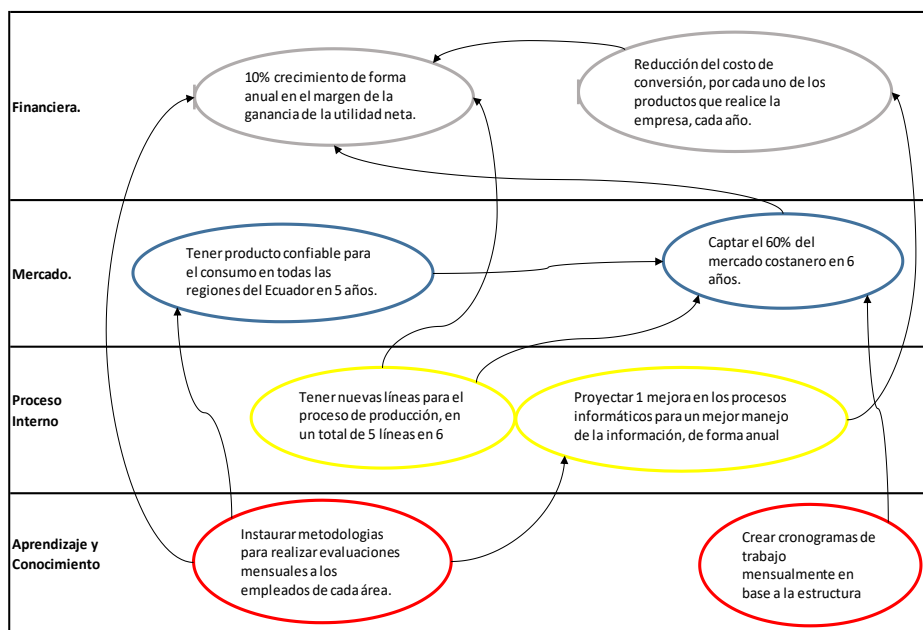 Financiera.
10% crecimiento de forma
anual en el margen de la
ganancia de la utilidad neta.
Reducción del costo de
conversión, por cada uno de los
productos que realice la
empresa, cada año.
Mercado.
Tener producto confiable para
el consumo en todas las
regiones del Ecuador en 5 años.
Captar el 60% del
mercado costanero en 6
años.
Proceso
Interno
Tener nuevas líneas para el
proceso de producción, en
un total de 5 líneas en 6
Proyectar 1 mejora en los procesos
informáticos para un mejor manejo
de la información, de forma anual
Aprendizaje y
Conocimiento
Instaurar metodologias
para realizar evaluaciones
mensuales a los
empleados de cada área.
Crear cronogramas de
trabajo
mensualmente en
base a la estructura